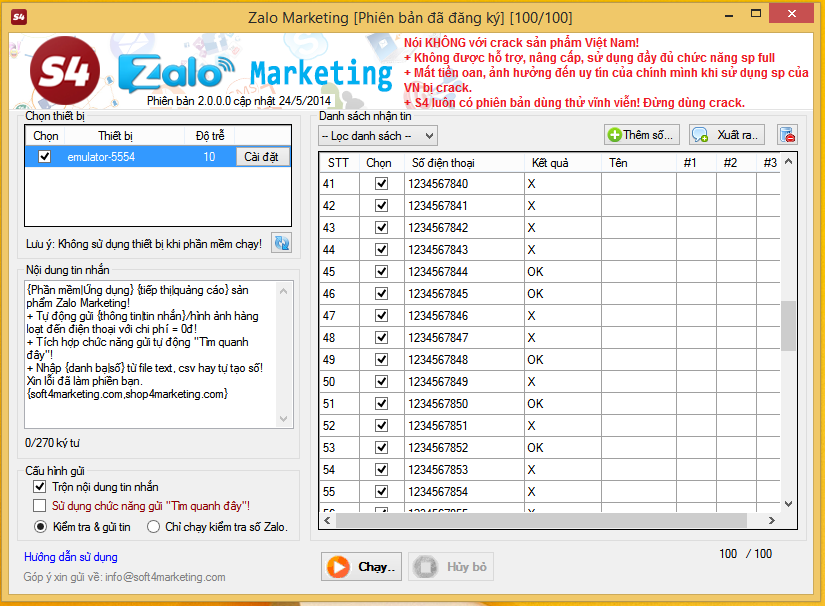 S4
Zalo Marketing [Phiên bản đã đăng ký] [100/100]
S4 Zalo Marketing
Phiên bản 2.0.0.0 cập nhật 24/5/2014
Nói KHÔNG với crack sản phẩm Việt Nam!
+ Không được hỗ trợ, nâng cấp, sử dụng đầy đủ chức năng sp full
+ Mất tiền oan, ảnh hưởng đến uy tín của chính mình khi sử dụng sp của
VN bị crack.
+ S4 luôn có phiên bản dùng thử vĩnh viễn! Đừng dùng crack.
Chọn thiết bị
Chọn Thiết bị Độ trễ
emulator-5554 10 Cài đặt
Lưu ý: Không sử dụng thiết bị khi phần mềm chạy!
Nội dung tin nhắn
{Phần mềm|Ứng dụng} {tiếp thị|quảng cáo} sản
phẩm Zalo Marketing!
+ Tự động gửi {thông tin|tin nhắn}/hình ảnh hàng
loạt đến điện thoại với chi phí = 0đ!
+ Tích hợp chức năng gửi tự động "Tìm quanh
đây"!
+ Nhập {danh bạ|số} từ file text, csv hay tự tạo số!
Xin lỗi đã làm phiền bạn.
{soft4marketing.com,shop4marketing.com}
0/270 ký tư
Cấu hình gửi
Trộn nội dung tin nhắn
Sử dụng chức năng gửi "Tìm quanh đây"!
Kiểm tra & gửi tin Chỉ chạy kiểm tra số Zalo.
Hướng dẫn sử dụng
Góp ý xin gửi về: info@soft4marketing.com
Danh sách nhận tin
-- Lọc danh sách -- Thêm số... Xuất ra..
STT Chọn Số điện thoại Kết quả Tên #1 #2 #3
41 1234567840 X
42 1234567841 X
43 1234567842 X
44 1234567843 X
45 1234567844 OK
46 1234567845 OK
47 1234567846 X
48 1234567847 X
49 1234567848 OK
50 1234567849 X
51 1234567850 OK
52 1234567851 X
53 1234567852 OK
54 1234567853 X
55 1234567854 X
56 1234567855 X
Chạy.. Hủy bỏ
100 / 100